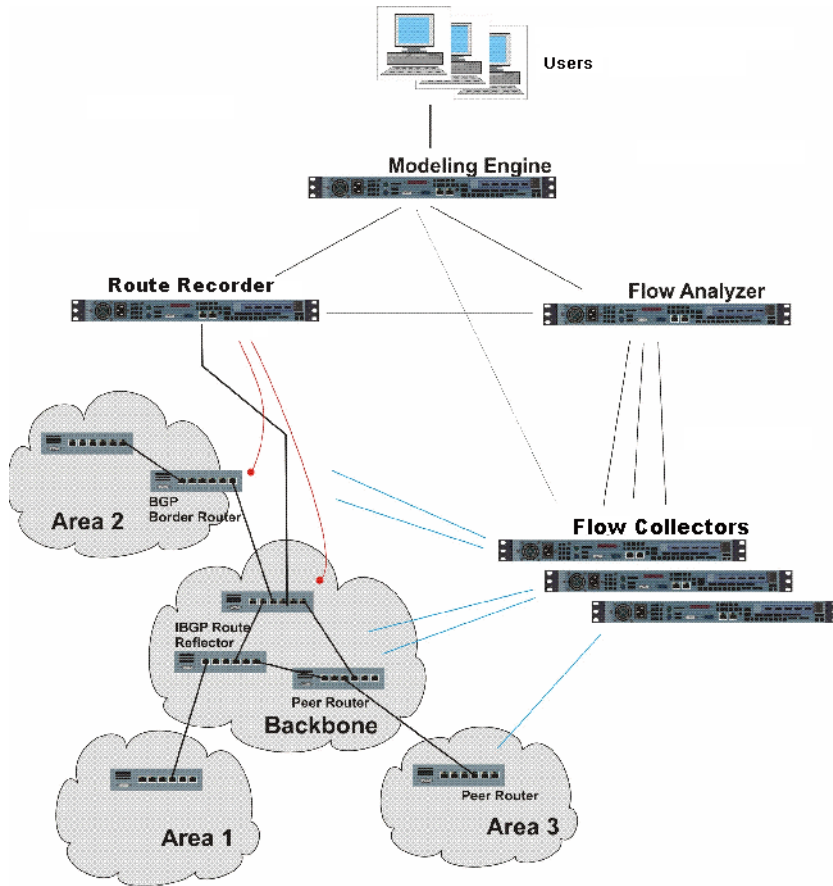 Users
Modeling Engine
Route Recorder
Flow Analyzer
BGP
Border Router
Area 2
Flow Collectors
IBGP Route
Reflector
Peer Router
Backbone
Area 1
Peer Router
Area 3